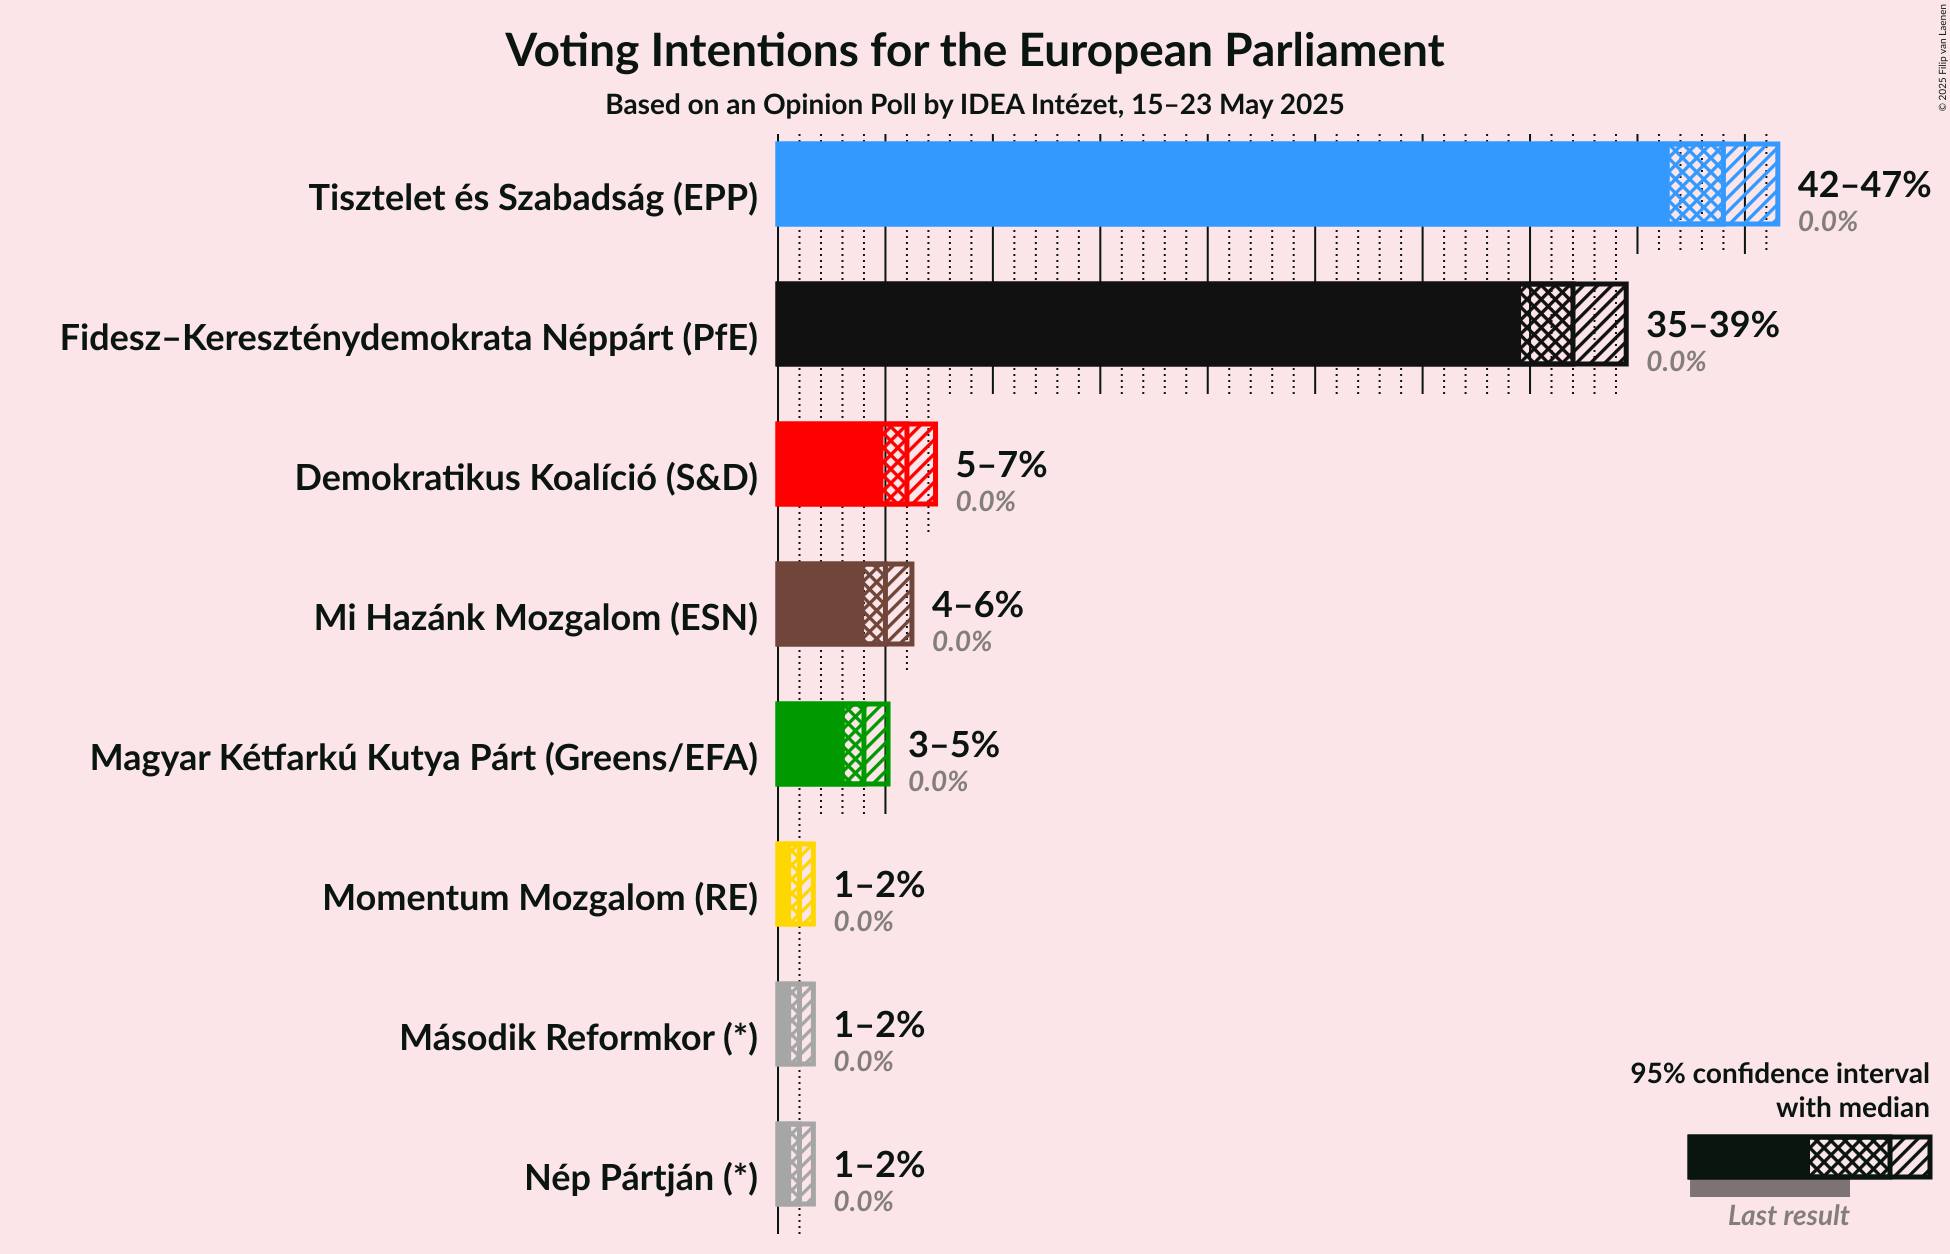 Voting Intentions for the European Parliament
Based on an Opinion Poll by IDEA Intézet, 15–23 May 2025
© 2025 Filip van Laenen
Tisztelet és Szabadság (EPP)
42–47%
0.0%
Fidesz–Kereszténydemokrata Néppárt (PfE)
35–39%
0.0%
Demokratikus Koalíció (S&D)
5–7%
0.0%
Mi Hazánk Mozgalom (ESN)
4–6%
0.0%
Magyar Kétfarkú Kutya Párt (Greens/EFA)
3–5%
0.0%
Momentum Mozgalom (RE)
1–2%
0.0%
Második Reformkor (*)
1–2%
0.0%
Nép Pártján (*)
1–2%
0.0%
95% confidence interval
with median
Last result